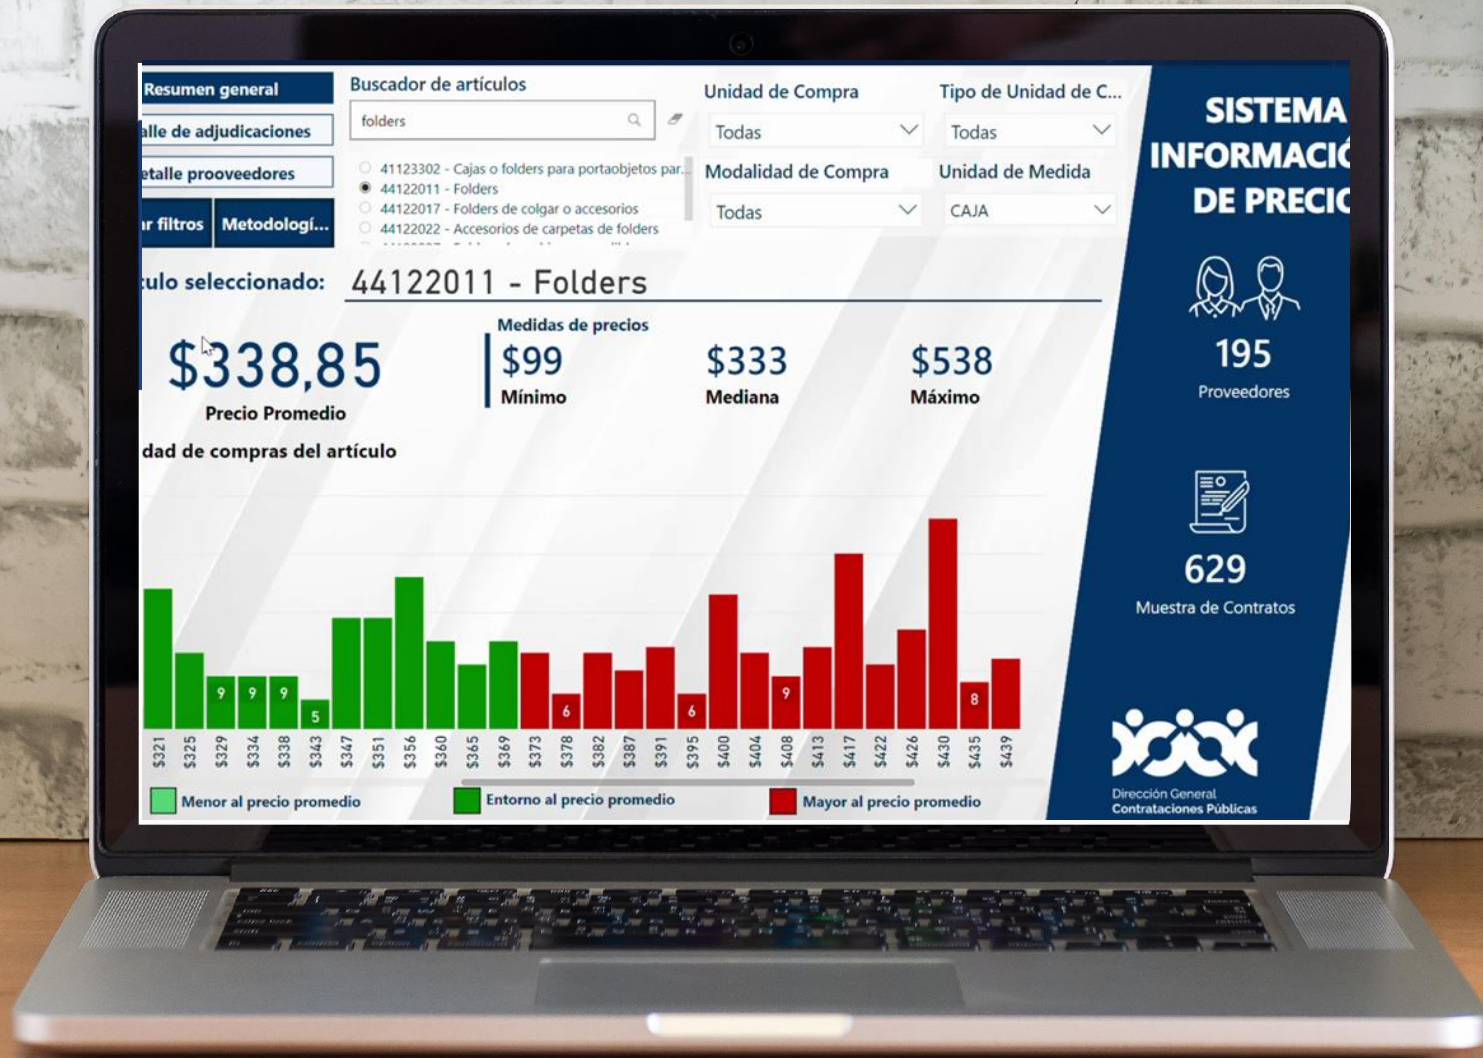 Resumen general
alle de adjudicaciones
etalle prooveedores
ar filtros
Metodologí...
Buscador de artículos
folders
41123302 - Cajas o folders para portaobjetos par...
44122011 - Folders
44122017 - Folders de colgar o accesorios
44122022 - Accesorios de carpetas de folders
Unidad de Compra
Todas
Tipo de Unidad de C...
Todas
Modalidad de Compra
Todas
Unidad de Medida
CAJA
SISTEMA
INFORMACIÓ
DE PRECIO
culo seleccionado:
44122011 - Folders
$338,85
Precio Promedio
Medidas de precios
$99
Mínimo
$333
Mediana
$538
Máximo
195
Proveedores
dad de compras del artículo
9 9 9 5 6 6 9 8
$321 $325 $329 $334 $338 $343 $347 $351 $356 $360 $365 $369 $373 $378 $382 $387 $391 $395 $400 $404 $408 $413 $417 $422 $426 $430 $435 $439
Menor al precio promedio
Entorno al precio promedio
Mayor al precio promedio
629
Muestra de Contratos
Dirección General
Contrataciones Públicas